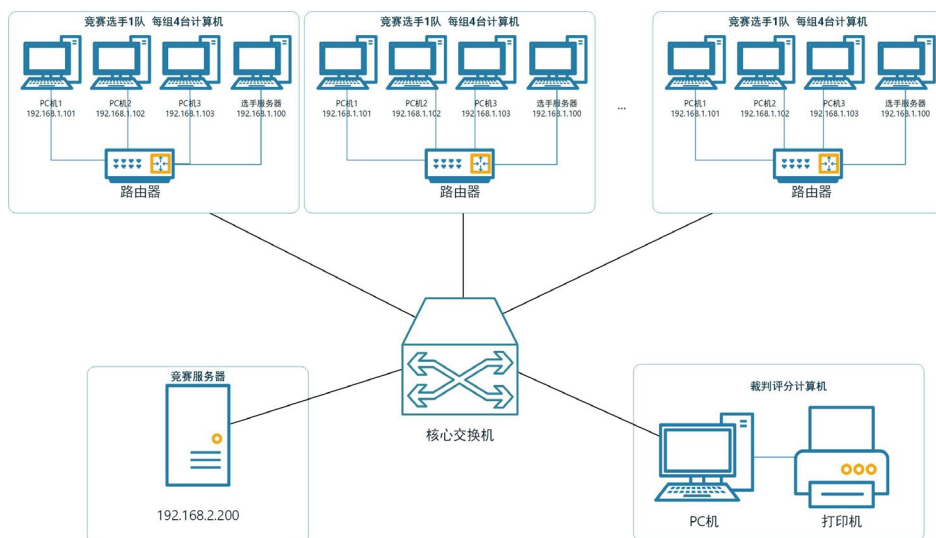 竞赛选手1队 每组4台计算机
PC机1
192.168.1.101
PC机2
192.168.1.102
PC机3
192.168.1.103
选手服务器
192.168.1.100
路由器
竞赛选手1队 每组4台计算机
PC机1
192.168.1.101
PC机2
192.168.1.102
PC机3
192.168.1.103
选手服务器
192.168.1.100
路由器
...
竞赛选手1队 每组4台计算机
PC机1
192.168.1.101
PC机2
192.168.1.102
PC机3
192.168.1.103
选手服务器
192.168.1.100
路由器
核心交换机
竞赛服务器
192.168.2.200
裁判评分计算机
PC机
打印机